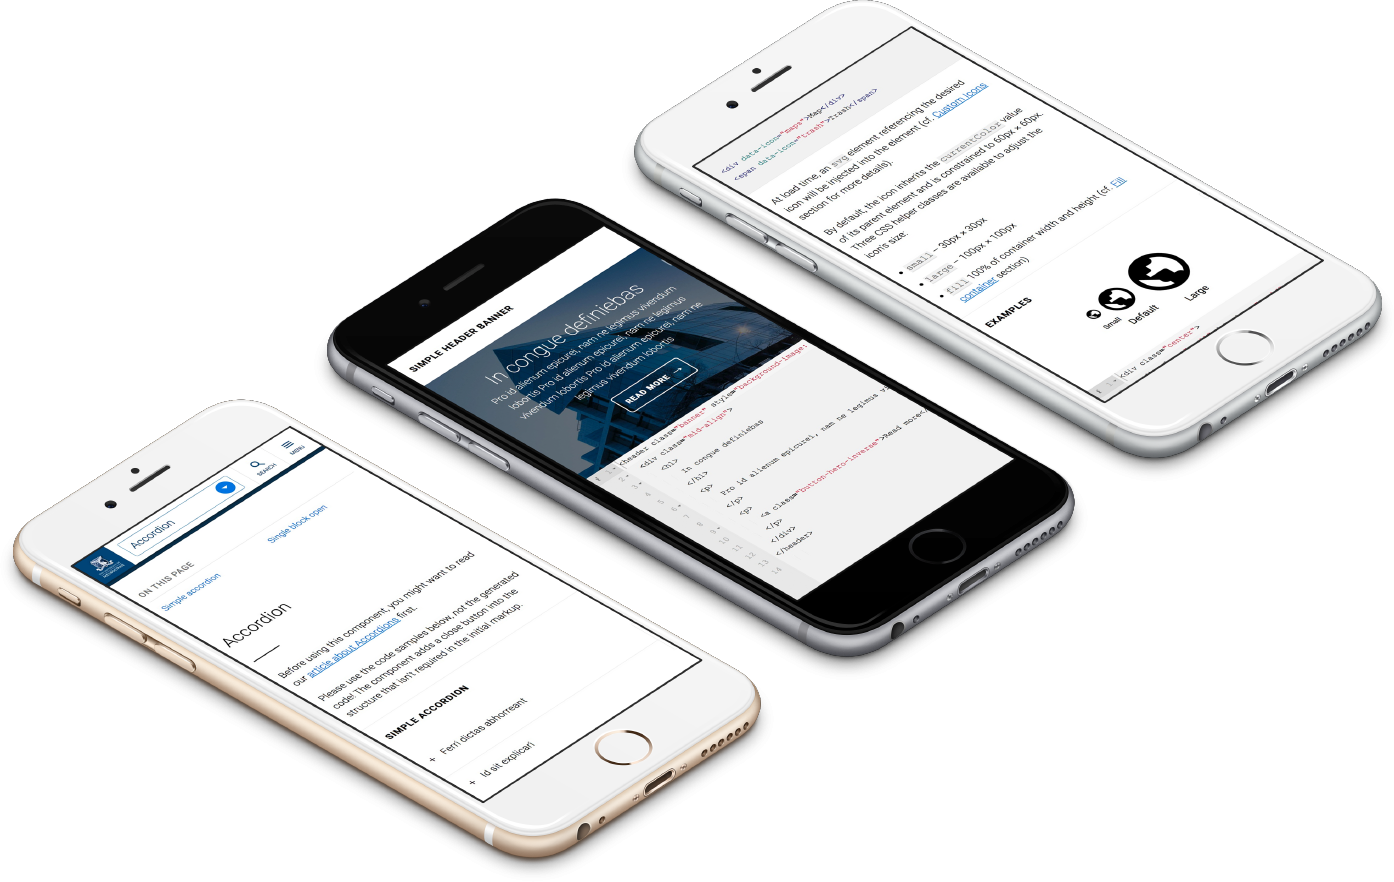 Accordion
SEARCH
MENU
ON THIS PAGE
Simple accordion
Single block open
Accordion
Before using this component, you might want to read
our article about Accordions first.
Please use the code samples below, not the generated
code! The component adds a close button into the
structure that isn't required in the initial markup.
SIMPLE ACCORDION
+ Ferri dictas abhorreant
+ Id sit explicari
SIMPLE HEADER BANNER
In congue definiebas
Pro id alienum epicurei, nam ne legimus vivendum
lobortis Pro id alienum epicurei, nam ne legimus
vivendum lobortis Pro id alienum epicurei, nam ne
legimus vivendum lobortis
READ MORE →
<header class="banner" style="background-image:
<div class="mid-align">
<h1>
In congue definiebas
</h1>
<p>
Pro id alienum epicurei, nam ne legimus vi
</p>
<p>
<a class="button-hero-inverse">Read more</
</p>
</div>
</header>
<div data-icon="maps">Map</div>
<span data-icon="trash">Trash</span>
At load time, an svg element referencing the desired
icon will be injected into the element (cf. Custom icons
section for more details).
By default, the icon inherits the currentColor value
of its parent element and is constrained to 60px × 60px.
Three CSS helper classes are available to adjust the
icon's size:
• small – 30px × 30px
• large – 100px × 100px
• fill 100% of container width and height (cf. Fill
container section)
EXAMPLES
Small
Default
Large
<div class="center">